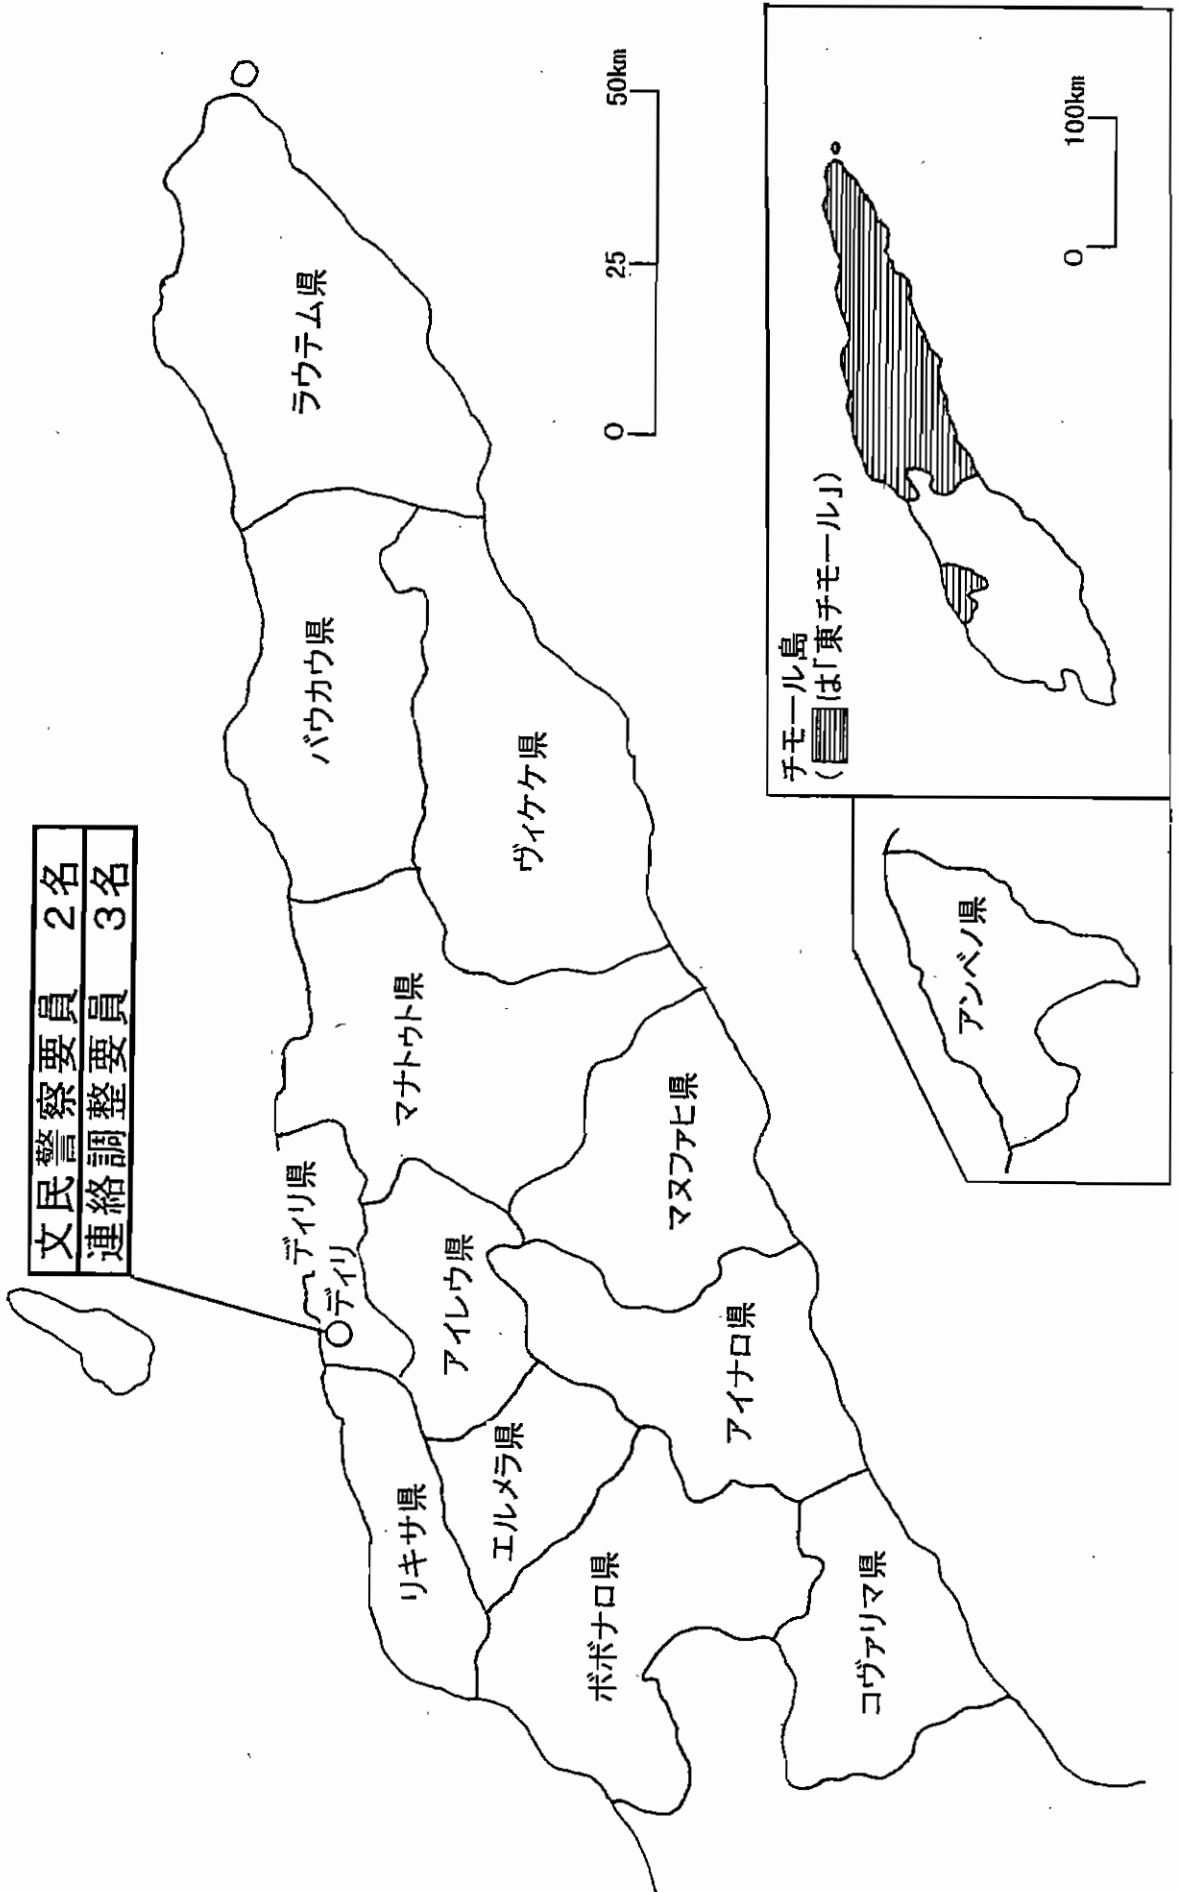 文民警察要員 2名
連絡調整要員 3名
ディリ県
ディリ
リキサ県
エルメラ県
アイレウ県
マナトゥト県
バウカウ県
ラウテム県
ヴィケケ県
マヌファヒ県
アイナロ県
ボボナロ県
コヴァリマ県
0 25 50km
アンベノ県
チモール島
(は「東チモール」)
0 100km